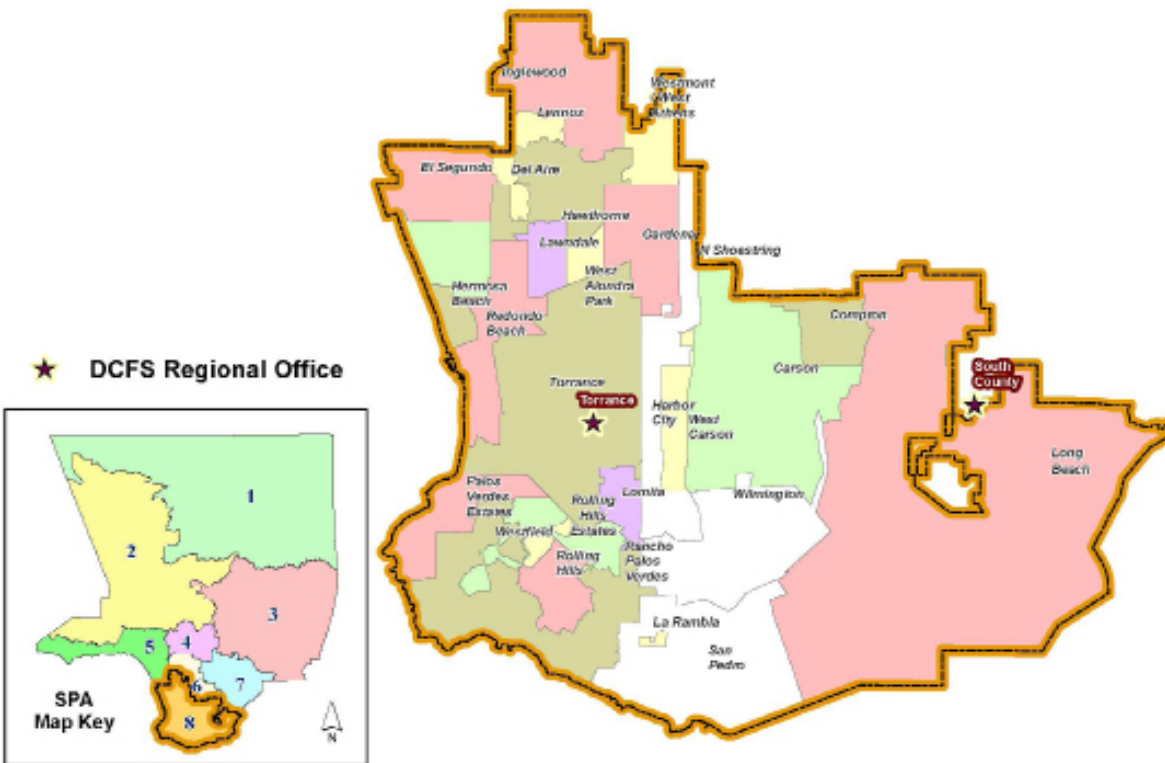 Inglewood
Westmont
West
Athens
Lennox
El Segundo
Del Aire
Hawthorne
Gardena
Lawndale
N Shoestring
West
Alondra
Park
Hermosa
Beach
Redondo
Beach
Compton
DCFS Regional Office
Carson
South
County
Torrance
Torrance
Harbor
City
West
Carson
Long
Beach
Palos
Verdes
Estates
Lomita
Wilmington
Rolling
Hills
Estates
Westfield
Rancho
Palos
Verdes
Rolling
Hills
La Rambla
San
Pedro
1
2
3
4
5
6
7
8
SPA
Map Key
N